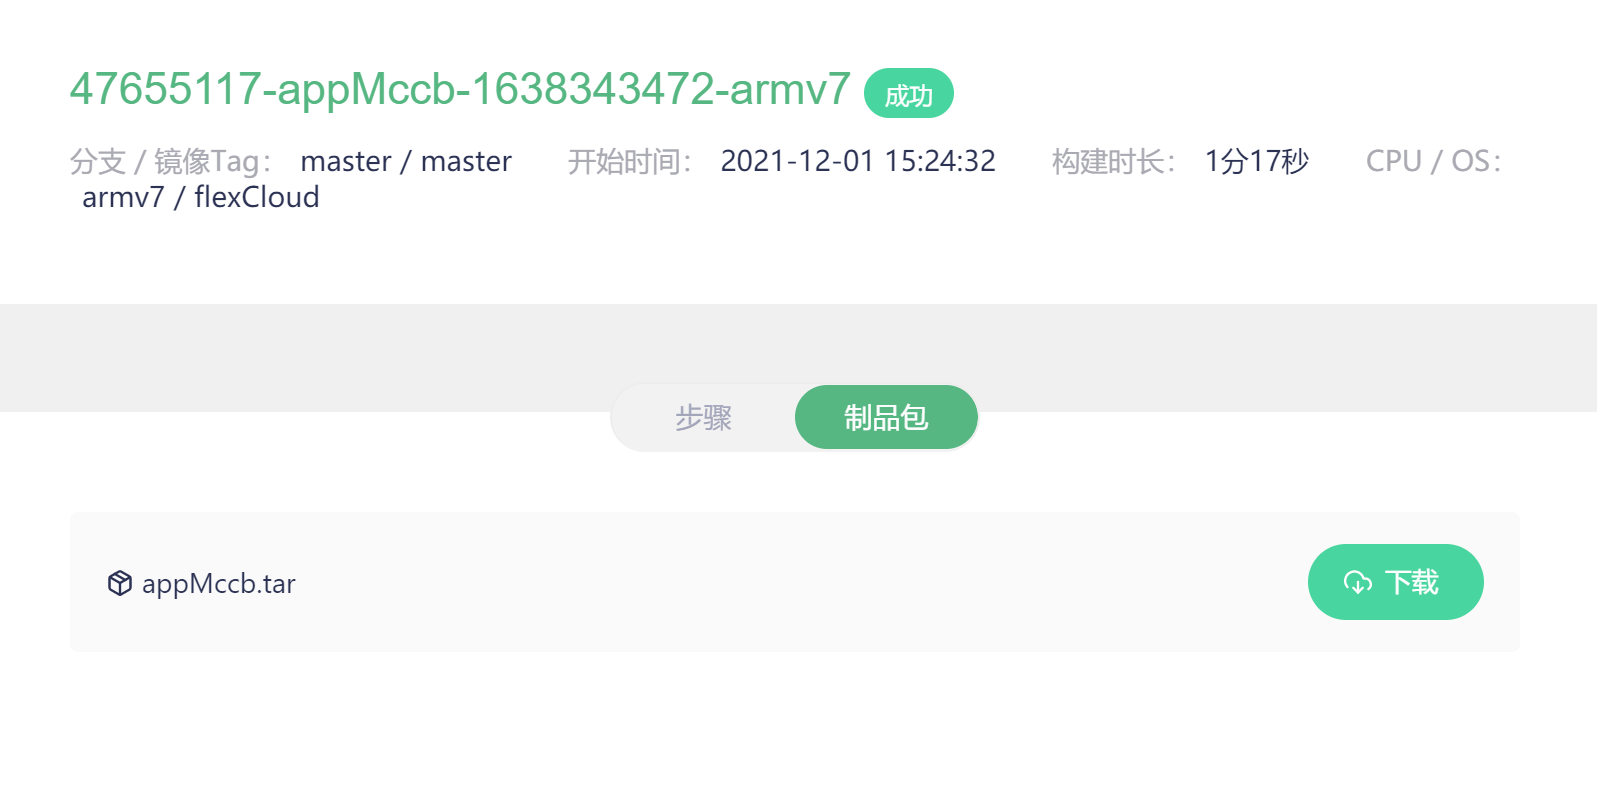 47655117-appMccb-1638343472-armv7 成功
分支 / 镜像Tag： master / master 开始时间： 2021-12-01 15:24:32 构建时长： 1分17秒 CPU / OS：
armv7 / flexCloud
步骤 制品包
appMccb.tar 下载